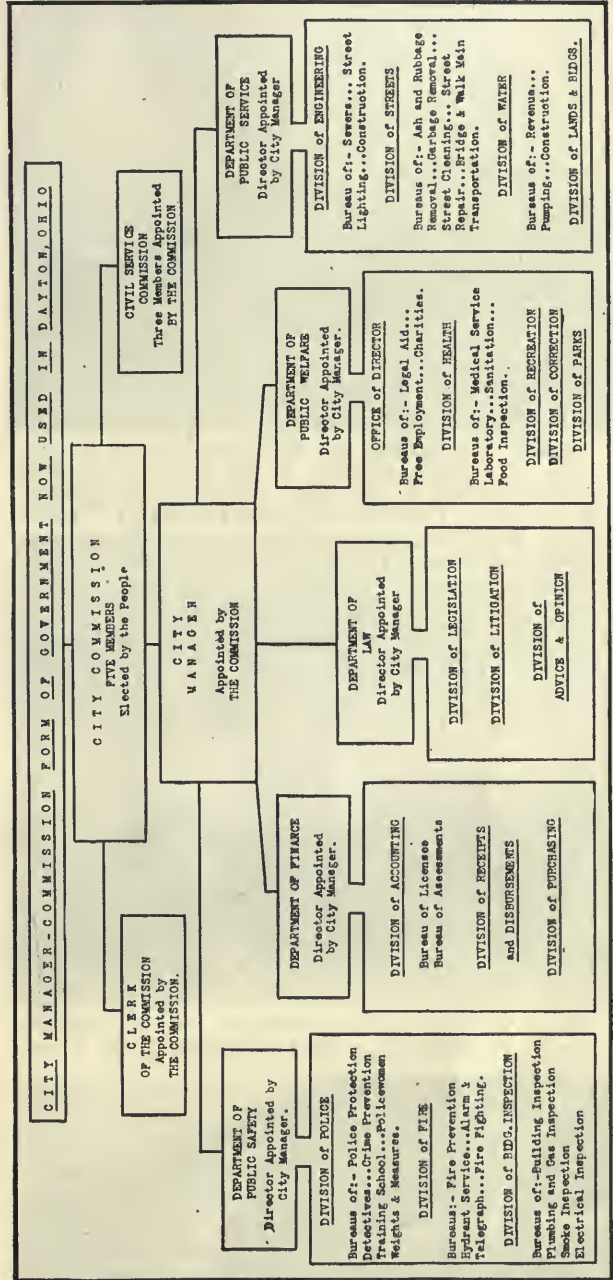 CITY MANAGER-COMMISSION FORM OF GOVERNMENT NOW USED IN DAYTON, OHIO
CITY COMMISSION
FIVE MEMBERS
Elected by the People
CLERK
OF THE COMMISSION
Appointed by
THE COMMISSION.
CIVIL SERVICE
COMMISSION
Three Members Appointed
BY THE COMMISSION
CITY
MANAGEN
Appointed by
THE COMMISSION
DEPARTMENT OF
PUBLIC SAFETY
Director Appointed by
City Manager.
DIVISION of POLICE
Bureaus of:- Police Protection
Detectives...Crime Prevention
Training School...Policewomen
Weights & Measures.
DIVISION of FIRE
Bureaus:- Fire Prevention
Hydrant Service...Alarm &
Telegraph...Fire Fighting.
DIVISION of BLDG.INSPECTION
Bureaus of:-Building Inspection
Plumbing and Gas Inspection
Smoke Inspection
Electrical Inspection
DEPARTMENT OF FINANCE
Director Appointed
by City Manager.
DIVISION of ACCOUNTING
Bureau of Licenses
Bureau of Assessments
DIVISION of RECEIPTS
and DISBURSEMENTS
DIVISION of PURCHASING
DEPARTMENT OF
LAW
Director Appointed
by City Manager
DIVISION of LEGISLATION
DIVISION of LITIGATION
DIVISION of
ADVICE & OPINION
DEPARTMENT OF
PUBLIC WELFARE
Director Appointed
by City Manager.
OFFICE of DIRECTOR
Bureaus of:- Legal Aid...
Free Employment...Charities.
DIVISION of HEALTH
Bureaus of:- Medical Service
Laboratory...Sanitation...
Food Inspection.
DIVISION of RECREATION
DIVISION of CORRECTION
DIVISION of PARKS
DEPARTMENT OF
PUBLIC SERVICE
Director Appointed
by City Manager
DIVISION of ENGINEERING
Bureau of:- Sewers... Street
Lighting...Construction.
DIVISION of STREETS
Bureaus of:- Ash and Rubbage
Removal...Garbage Removal...
Street Cleaning... Street
Repair...Bridge & Walk Main
Transportation.
DIVISION of WATER
Bureaus of:- Revenue...
Pumping...Construction.
DIVISION of LANDS & BLDGS.